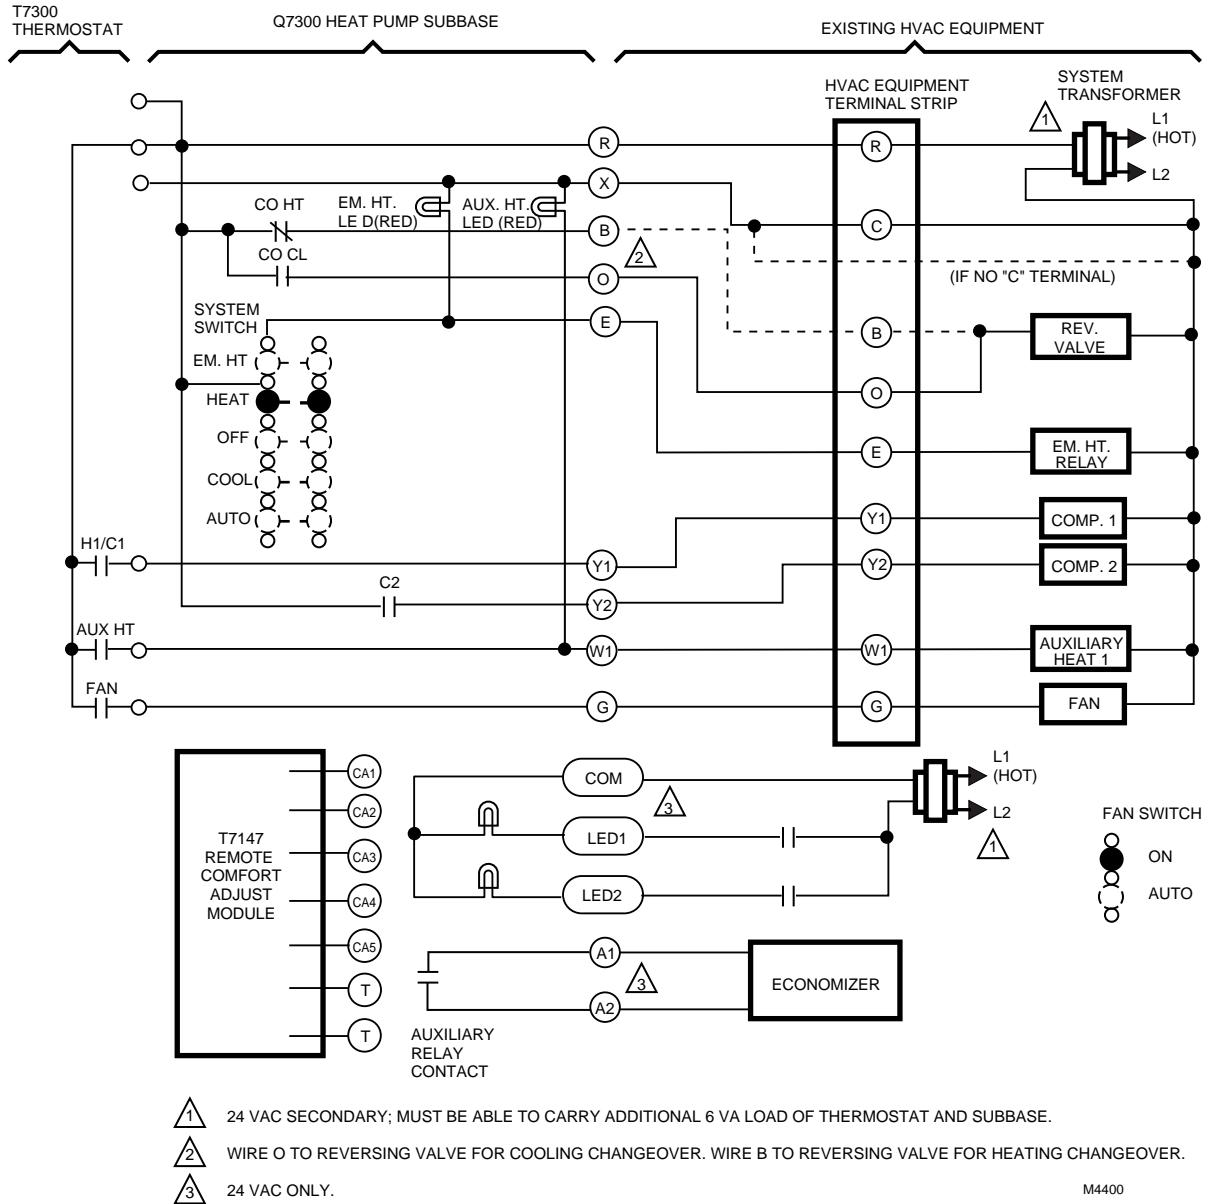 T7300
THERMOSTAT
Q7300 HEAT PUMP SUBBASE
EXISTING HVAC EQUIPMENT
HVAC EQUIPMENT
TERMINAL STRIP
SYSTEM
TRANSFORMER
1
L1
(HOT)
L2
R
R
X
C
CO HT
EM. HT.
LE D(RED)
AUX. HT.
LED (RED)
B
2
CO CL
O
(IF NO "C" TERMINAL)
SYSTEM
SWITCH
E
B
REV.
VALVE
EM. HT
HEAT
O
OFF
E
EM. HT.
RELAY
COOL
AUTO
Y1
COMP. 1
H1/C1
Y1
Y2
COMP. 2
C2
Y2
AUX HT
W1
W1
AUXILIARY
HEAT 1
FAN
G
G
FAN
T7147
REMOTE
COMFORT
ADJUST
MODULE
CA1
CA2
CA3
CA4
CA5
T
T
COM
3
LED1
LED2
L1
(HOT)
L2
1
FAN SWITCH
ON
AUTO
A1
3
A2
ECONOMIZER
AUXILIARY
RELAY
CONTACT
1 24 VAC SECONDARY; MUST BE ABLE TO CARRY ADDITIONAL 6 VA LOAD OF THERMOSTAT AND SUBBASE.
2 WIRE O TO REVERSING VALVE FOR COOLING CHANGEOVER. WIRE B TO REVERSING VALVE FOR HEATING CHANGEOVER.
3 24 VAC ONLY.
M4400